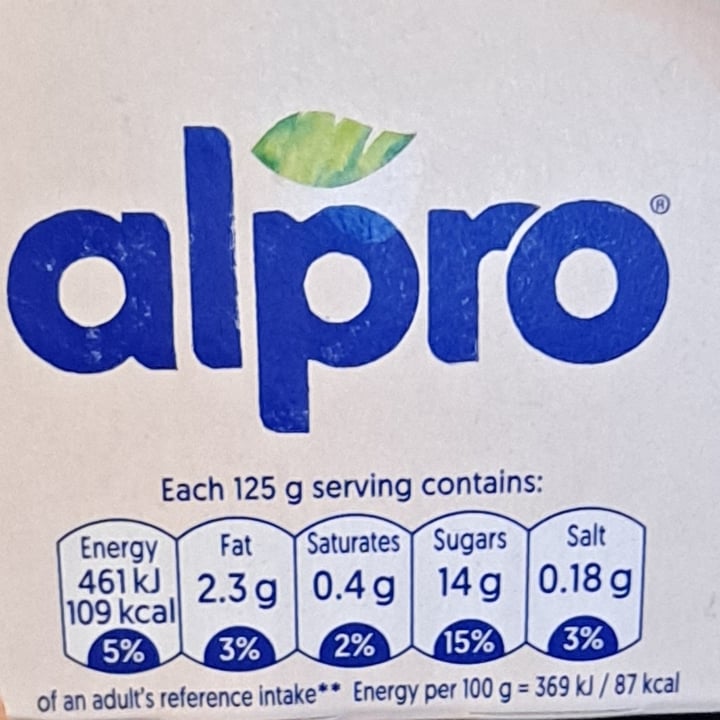 alpro®
Each 125 g serving contains:
Energy Fat Saturates Sugars Salt
461 kJ 2.3 g 0.4 g 14 g 0.18 g
109 kcal
5% 3% 2% 15% 3%
of an adult's reference intake** Energy per 100 g = 369 kJ / 87 kcal